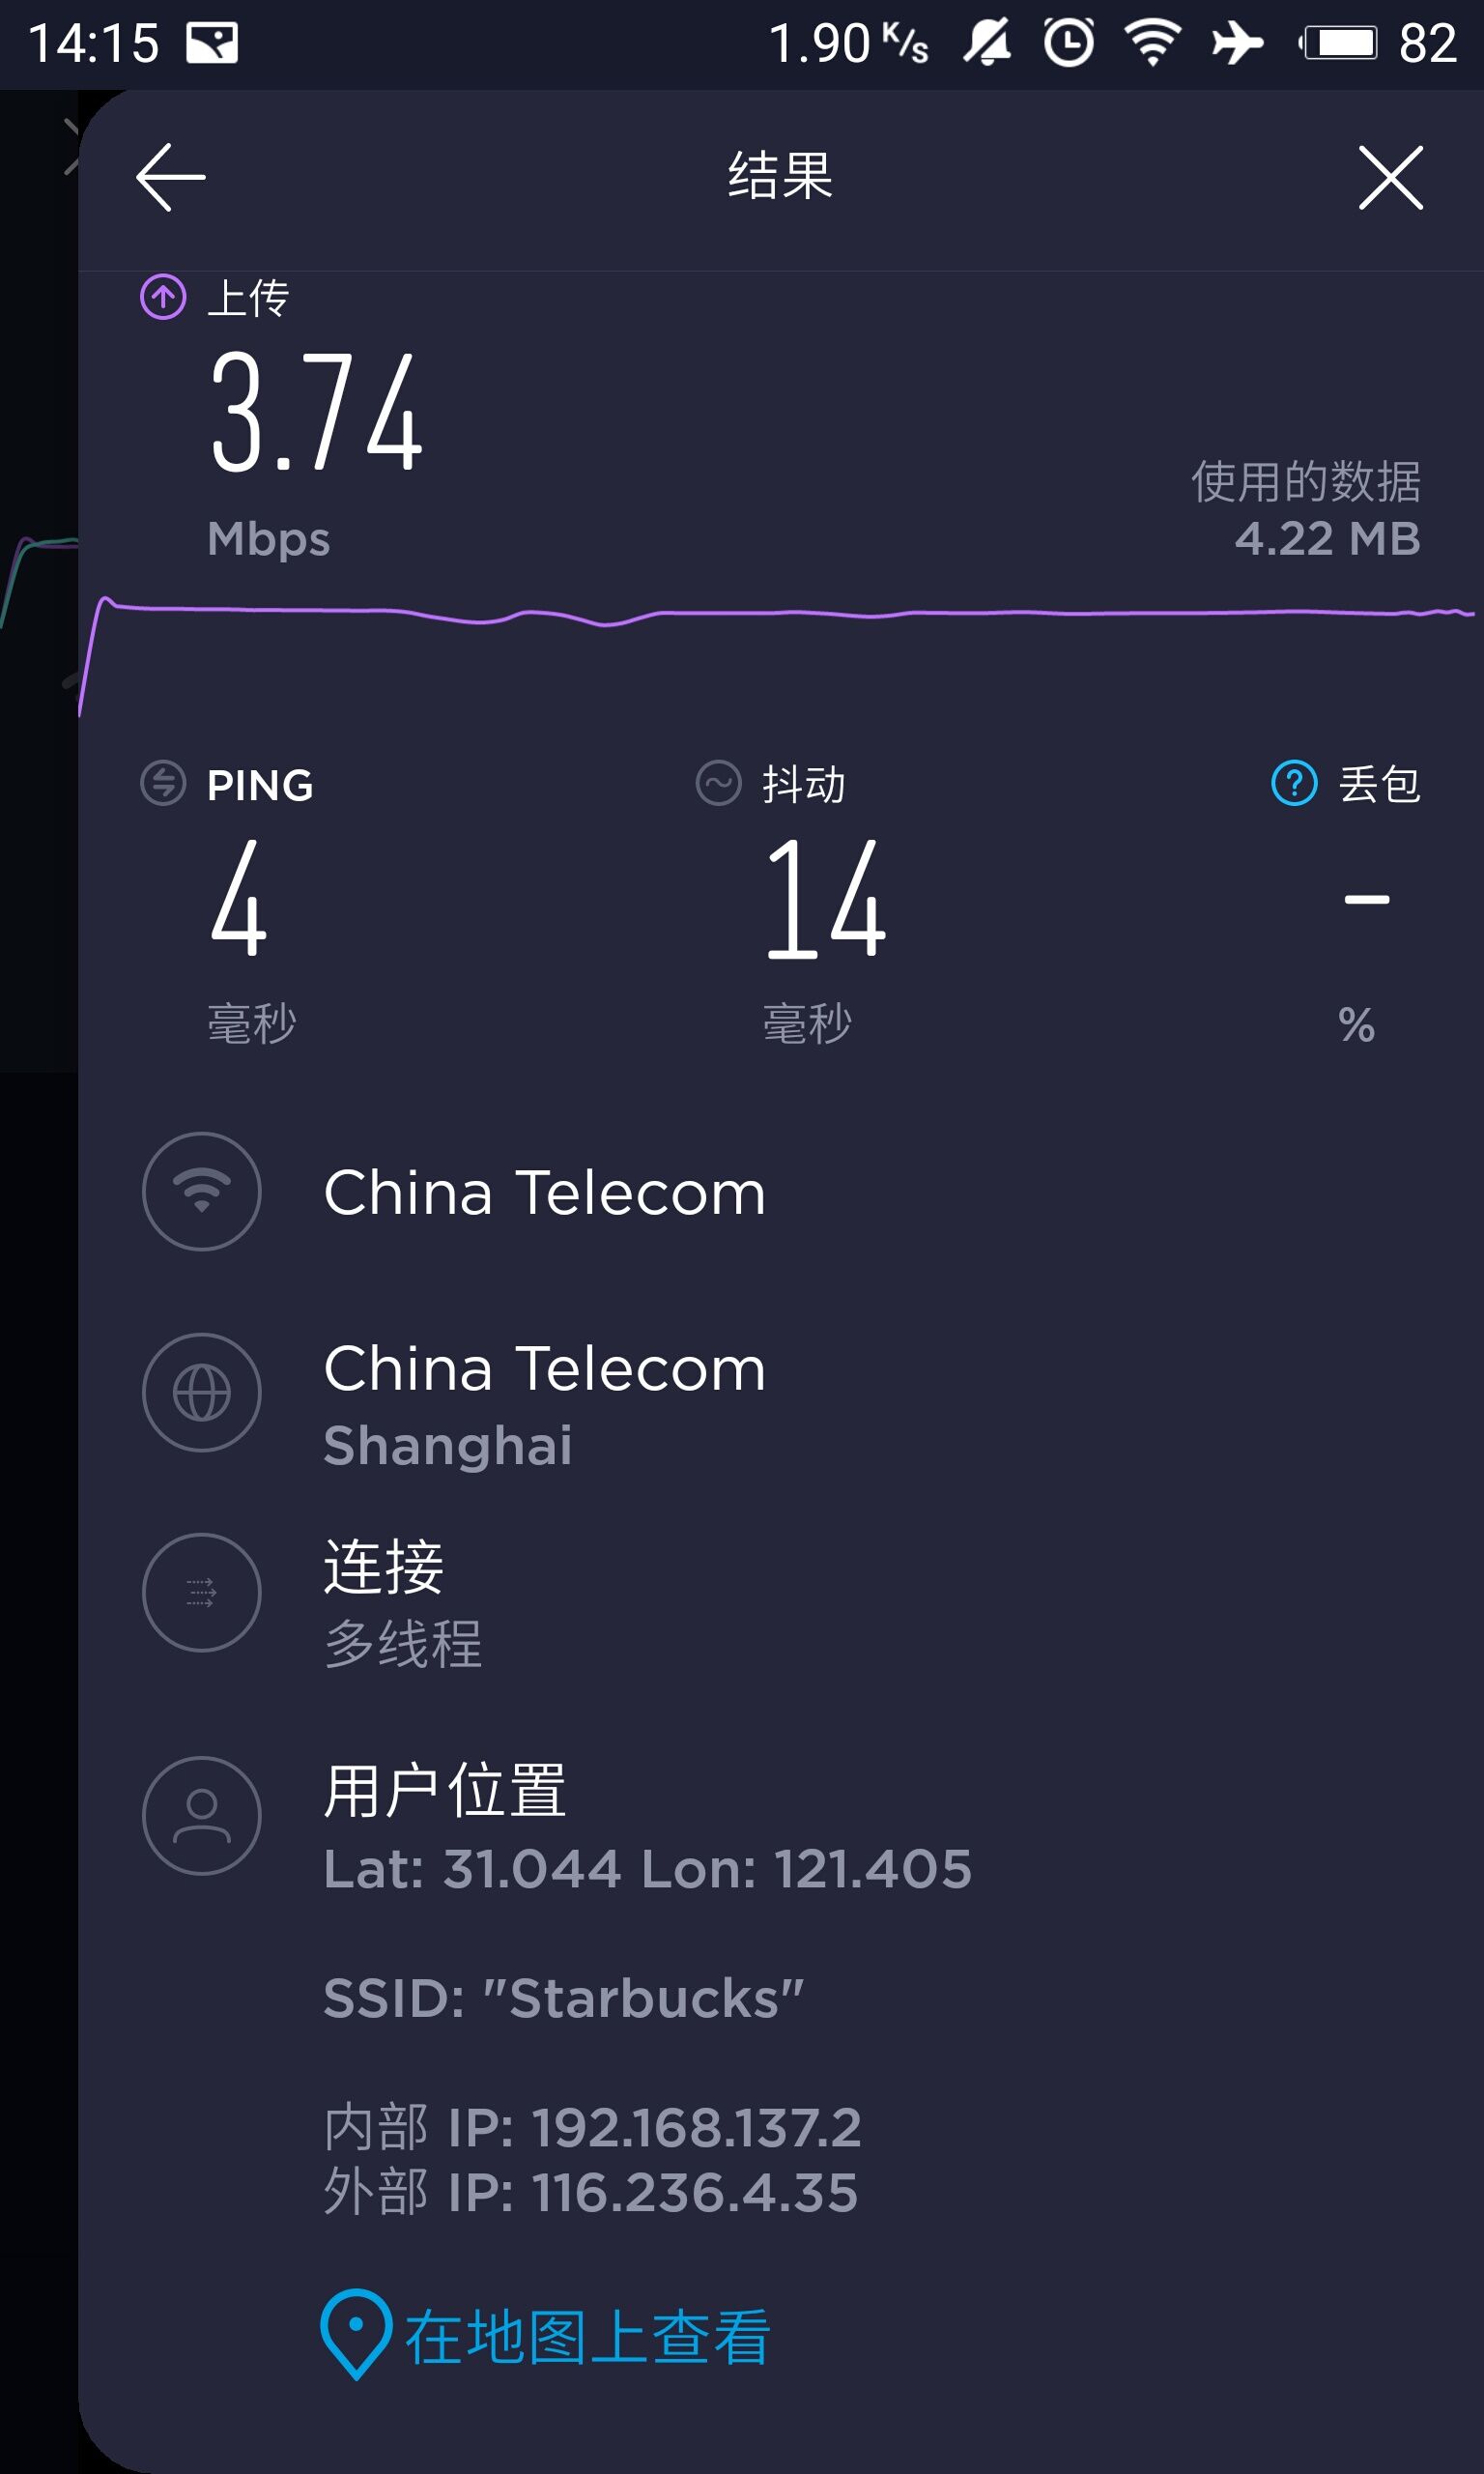 14:15 1.90 K/s 82
结果
上传
3.74
Mbps
使用的数据
4.22 MB
PING 抖动 丢包
4 14 -
毫秒 毫秒 %
China Telecom
China Telecom
Shanghai
连接
多线程
用户位置
Lat: 31.044 Lon: 121.405
SSID: "Starbucks"
内部 IP: 192.168.137.2
外部 IP: 116.236.4.35
在地图上查看